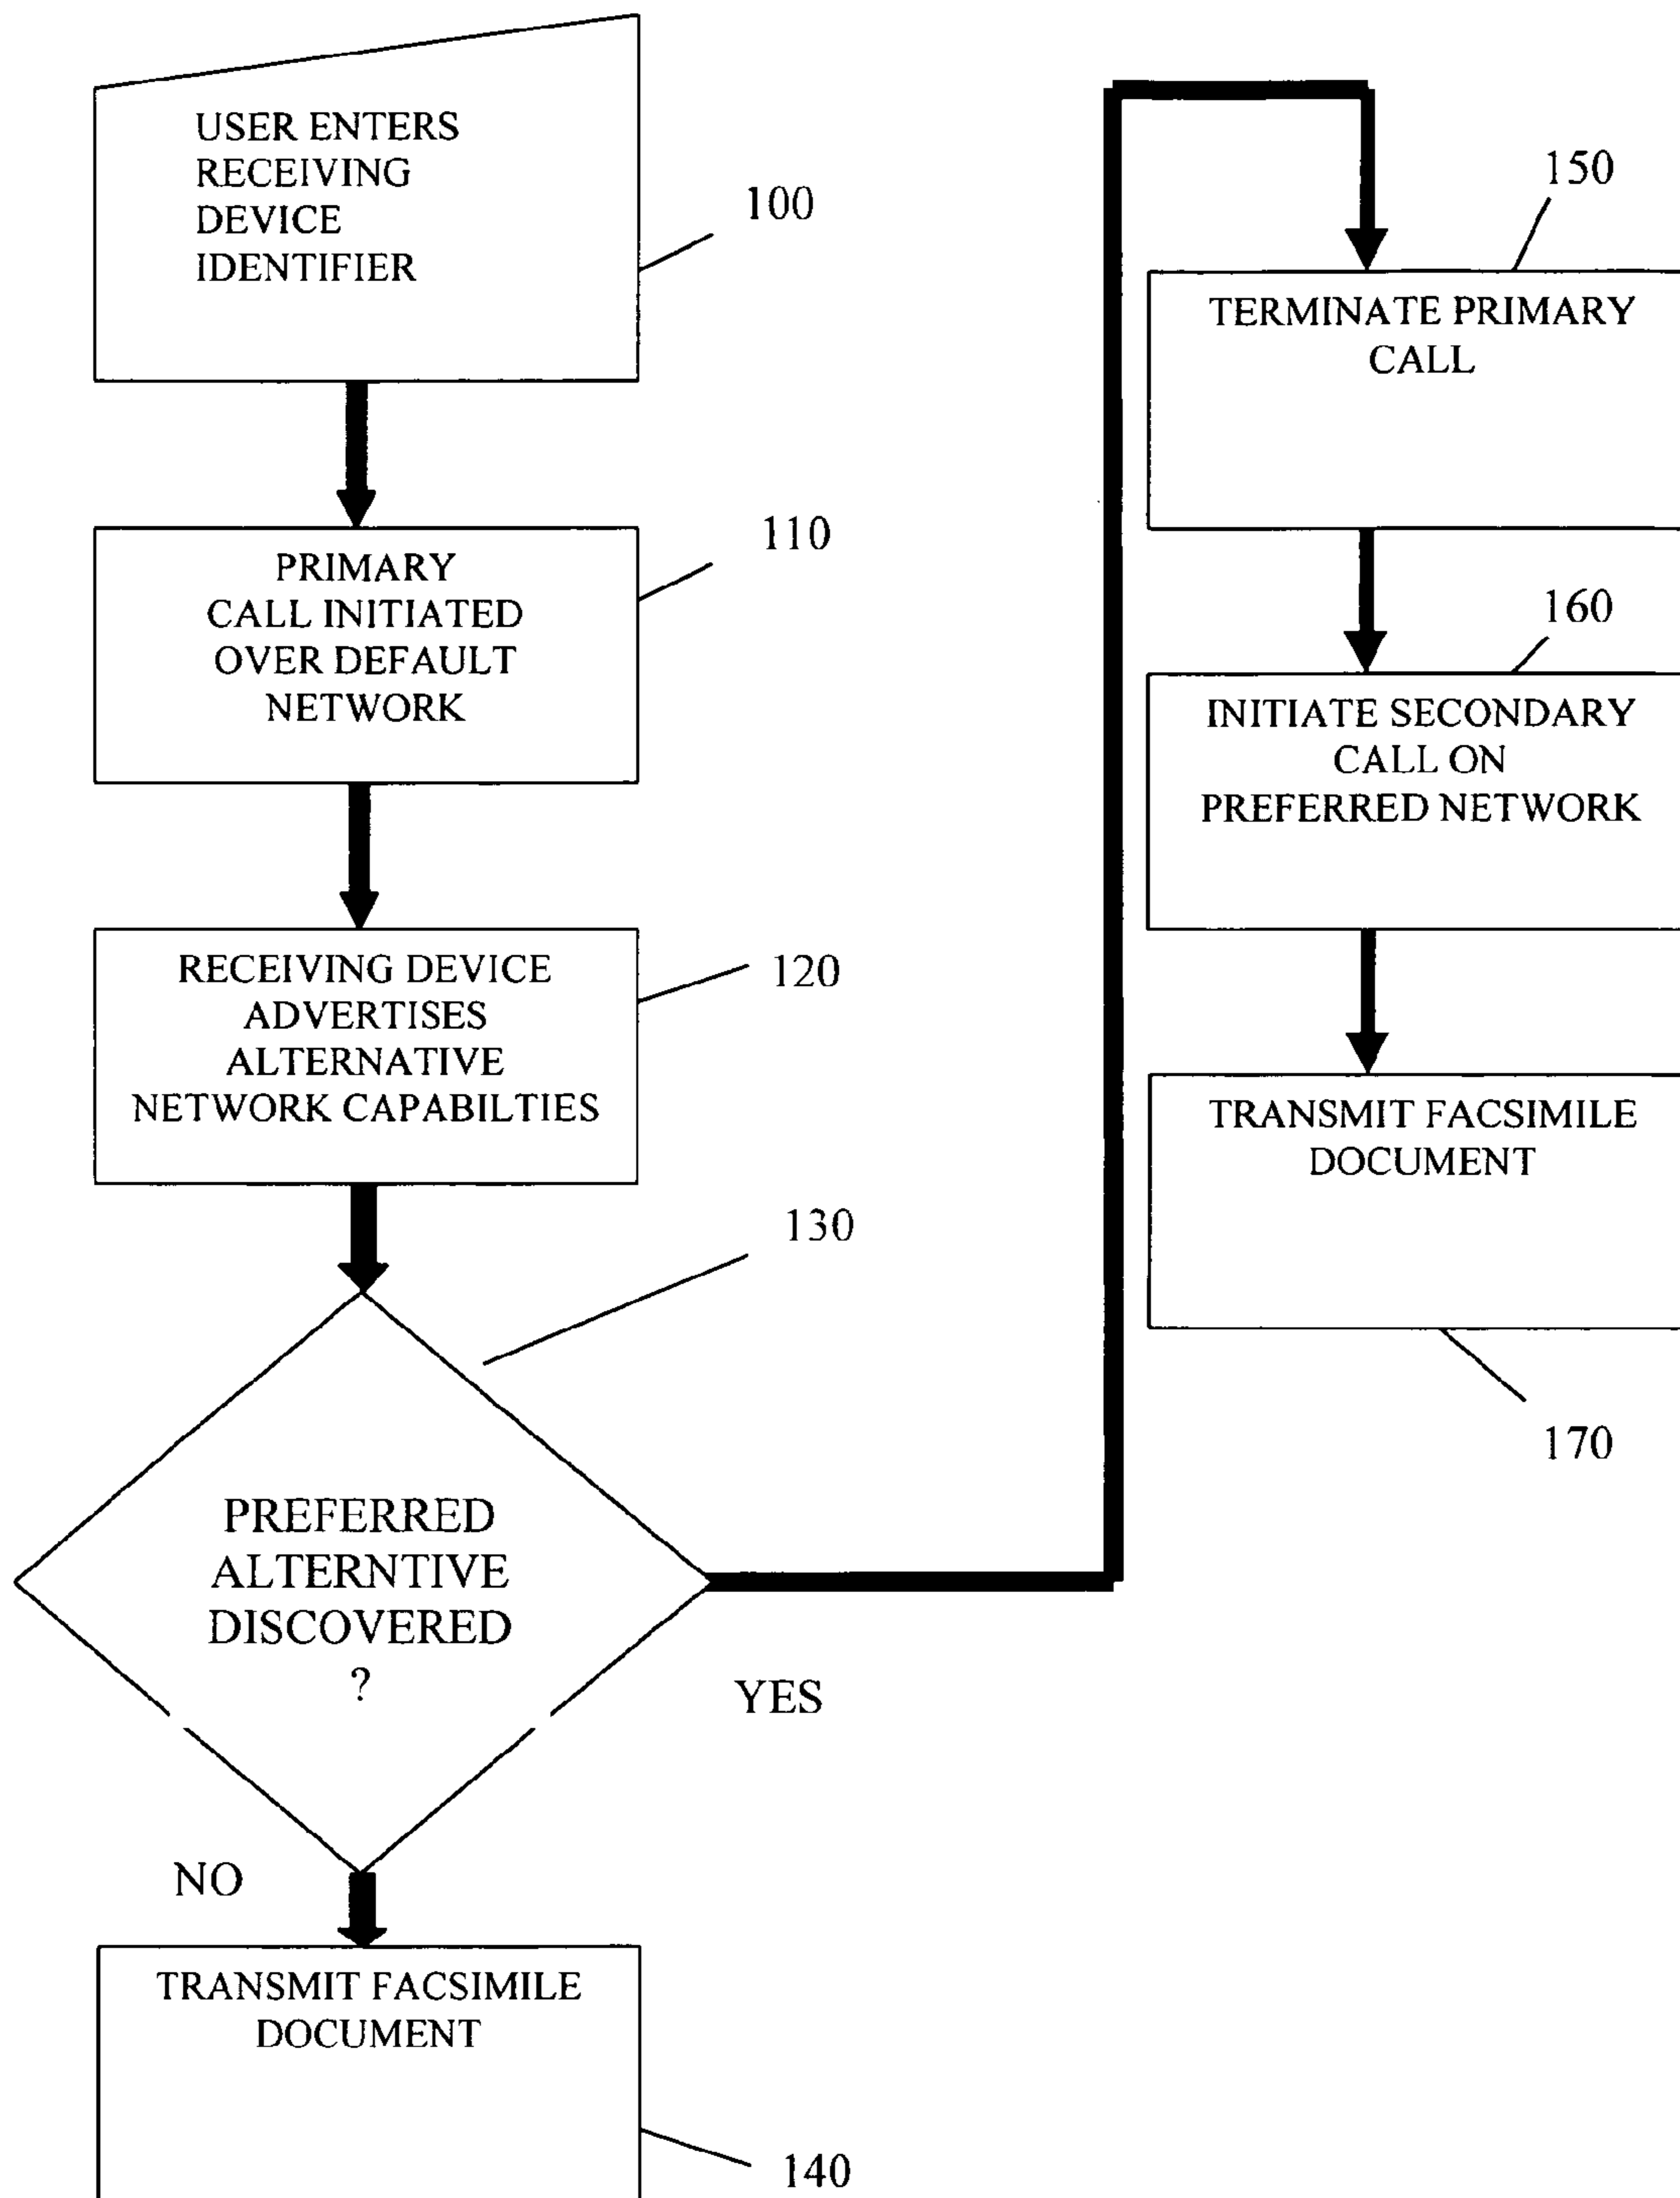 USER ENTERS
RECEIVING
DEVICE
IDENTIFIER
100
PRIMARY
CALL INITIATED
OVER DEFAULT
NETWORK
110
RECEIVING DEVICE
ADVERTISES
ALTERNATIVE
NETWORK CAPABILTIES
120
130
PREFERRED
ALTERNTIVE
DISCOVERED
?
YES
NO
TRANSMIT FACSIMILE
DOCUMENT
140
150
TERMINATE PRIMARY
CALL
160
INITIATE SECONDARY
CALL ON
PREFERRED NETWORK
TRANSMIT FACSIMILE
DOCUMENT
170